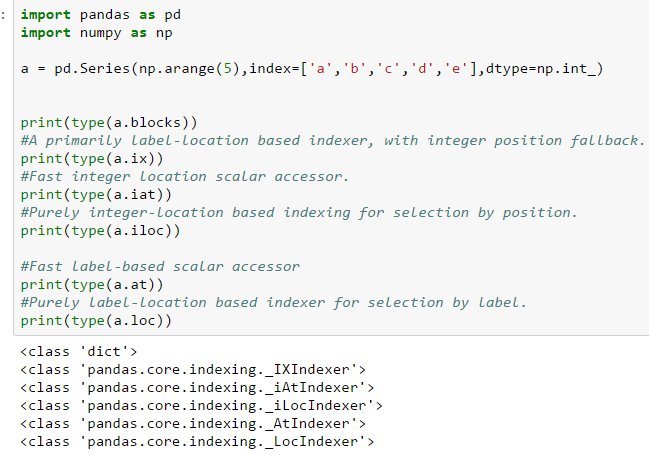 : import pandas as pd
import numpy as np
a = pd.Series(np.arange(5),index=['a','b','c','d','e'],dtype=np.int_)
print(type(a.blocks))
#A primarily label-location based indexer, with integer position fallback.
print(type(a.ix))
#Fast integer location scalar accessor.
print(type(a.iat))
#Purely integer-location based indexing for selection by position.
print(type(a.iloc))
#Fast label-based scalar accessor
print(type(a.at))
#Purely label-location based indexer for selection by label.
print(type(a.loc))
<class 'dict'>
<class 'pandas.core.indexing._IXIndexer'>
<class 'pandas.core.indexing._iAtIndexer'>
<class 'pandas.core.indexing._iLocIndexer'>
<class 'pandas.core.indexing._AtIndexer'>
<class 'pandas.core.indexing._LocIndexer'>